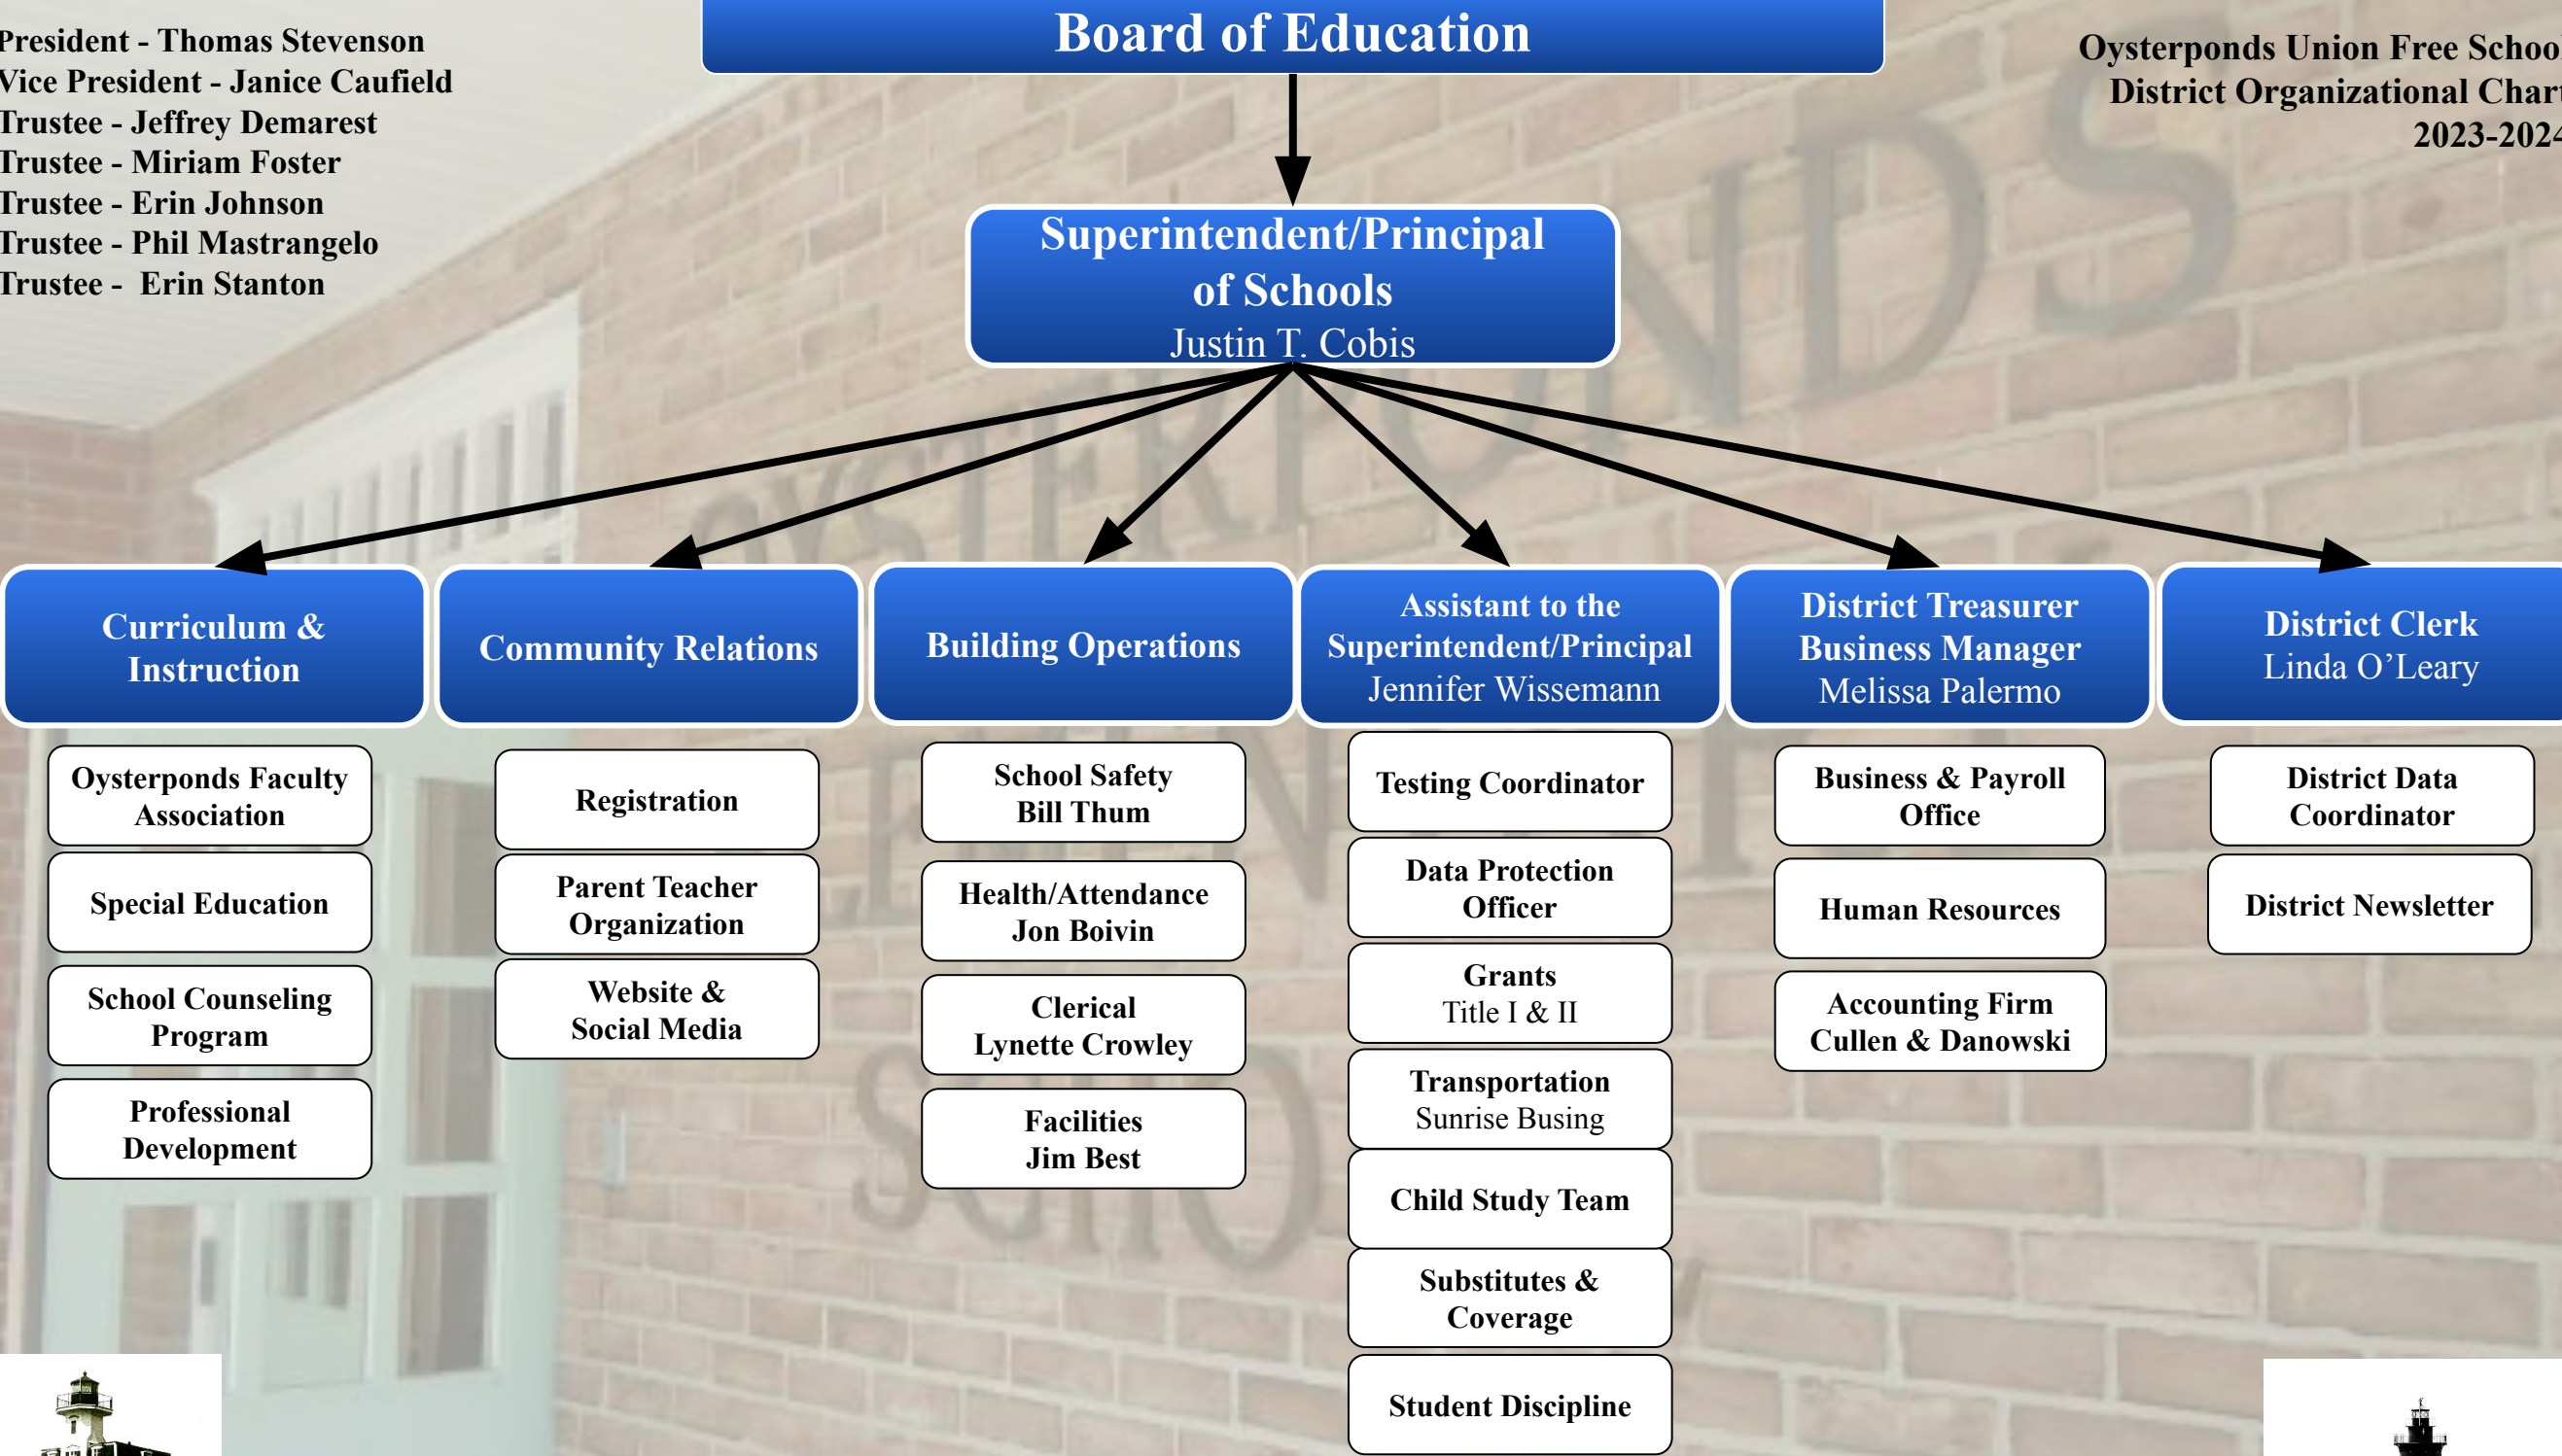 Board of Education
President - Thomas Stevenson
Vice President - Janice Caufield
Trustee - Jeffrey Demarest
Trustee - Miriam Foster
Trustee - Erin Johnson
Trustee - Phil Mastrangelo
Trustee - Erin Stanton
Oysterponds Union Free School
District Organizational Chart
2023-2024
Superintendent/Principal
of Schools
Justin T. Cobis
Curriculum &
Instruction
Oysterponds Faculty
Association
Special Education
School Counseling
Program
Professional
Development
Community Relations
Registration
Parent Teacher
Organization
Website &
Social Media
Building Operations
School Safety
Bill Thum
Health/Attendance
Jon Boivin
Clerical
Lynette Crowley
Facilities
Jim Best
Assistant to the
Superintendent/Principal
Jennifer Wissemann
Testing Coordinator
Data Protection
Officer
Grants
Title I & II
Transportation
Sunrise Busing
Child Study Team
Substitutes &
Coverage
Student Discipline
District Treasurer
Business Manager
Melissa Palermo
Business & Payroll
Office
Human Resources
Accounting Firm
Cullen & Danowski
District Clerk
Linda O’Leary
District Data
Coordinator
District Newsletter
OYSTERPONDS